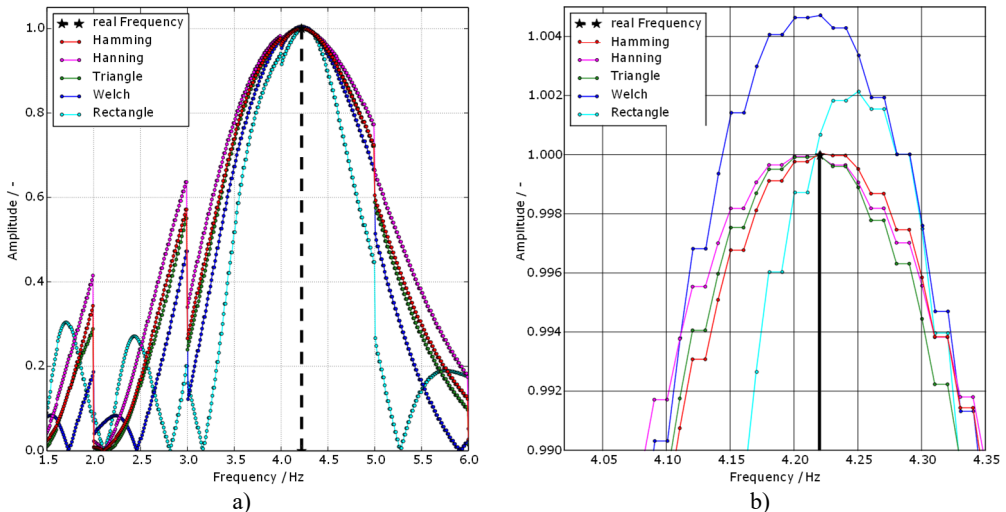 real Frequency
Hamming
Hanning
Triangle
Welch
Rectangle
1.0
0.8
0.6
0.4
0.2
0.0
Amplitude / -
1.5 2.0 2.5 3.0 3.5 4.0 4.5 5.0 5.5 6.0
Frequency / Hz
a)
real Frequency
Hamming
Hanning
Triangle
Welch
Rectangle
1.004
1.002
1.000
0.998
0.996
0.994
0.992
0.990
Amplitude / -
4.05 4.10 4.15 4.20 4.25 4.30 4.35
Frequency / Hz
b)